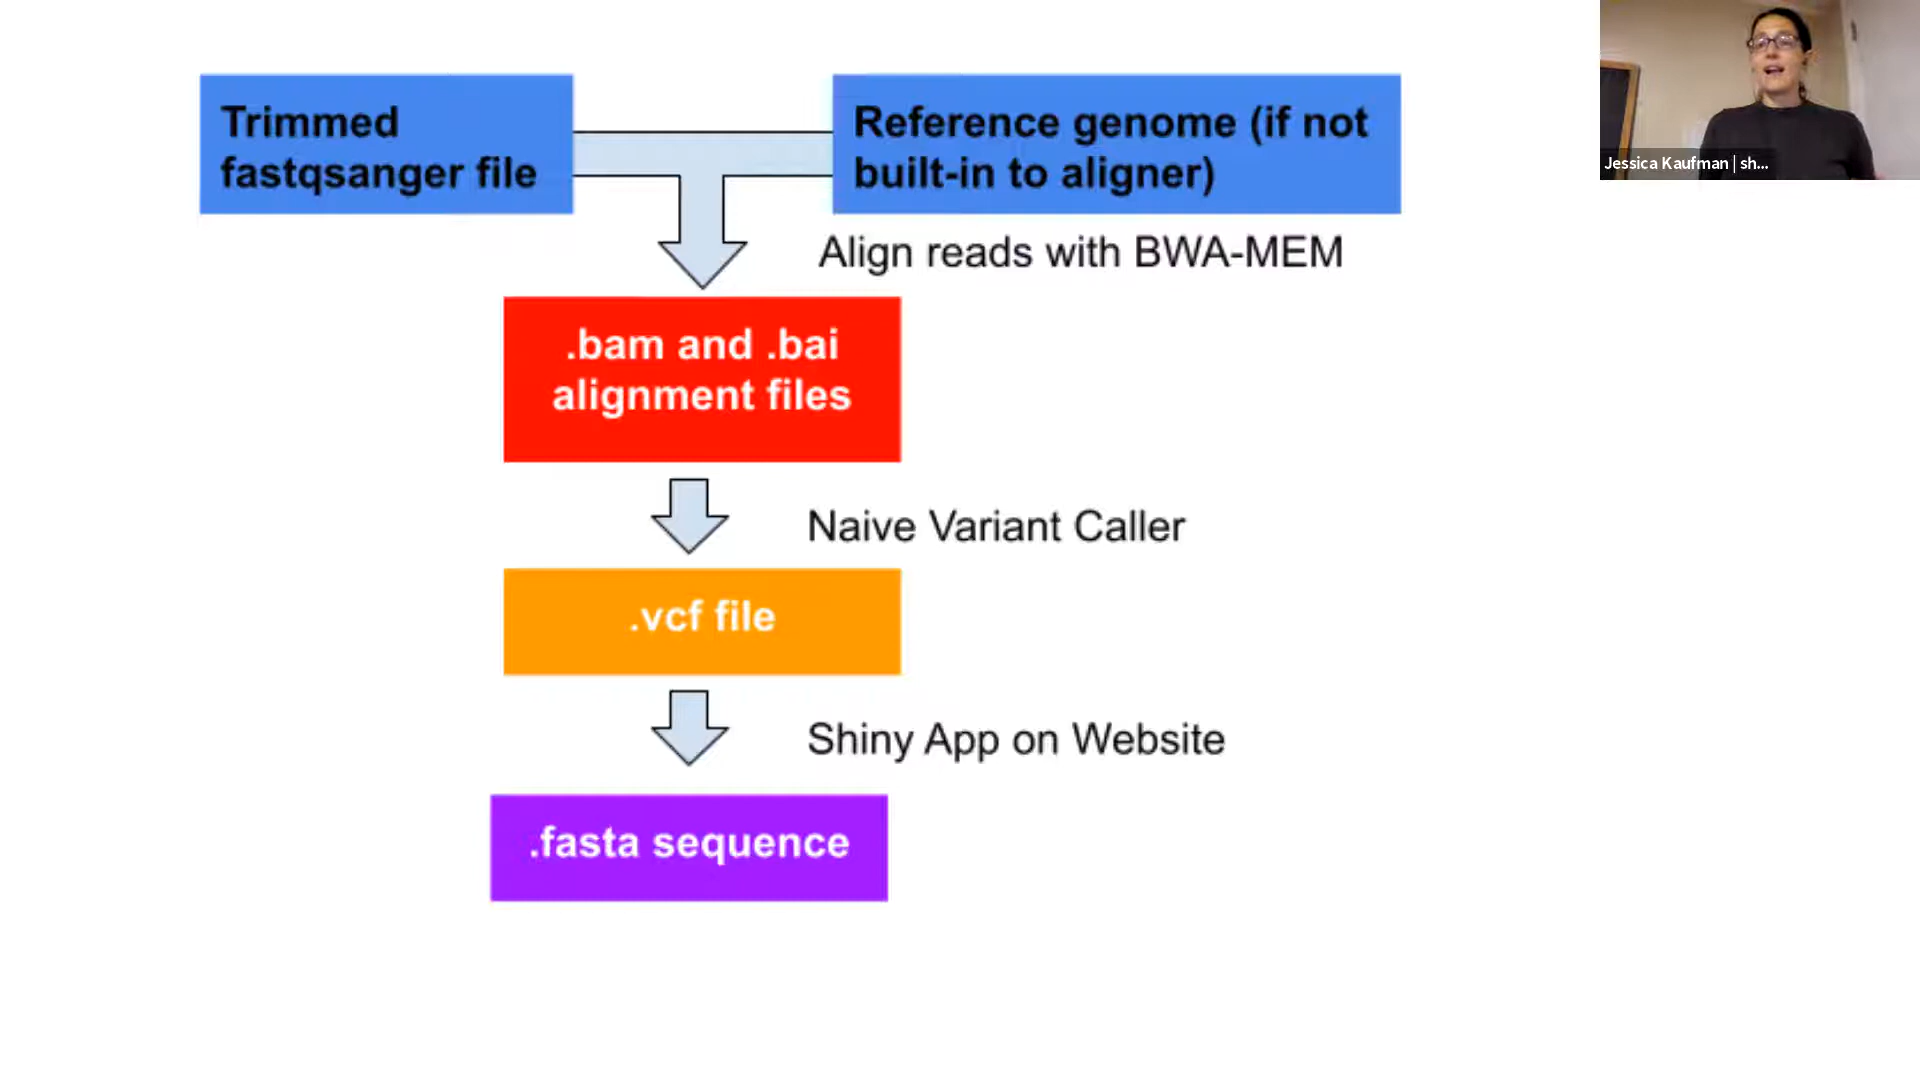 Trimmed
fastqsanger file
Reference genome (if not
built-in to aligner)
Jessica Kaufman | sh...
Align reads with BWA-MEM
.bam and .bai
alignment files
Naive Variant Caller
.vcf file
Shiny App on Website
.fasta sequence